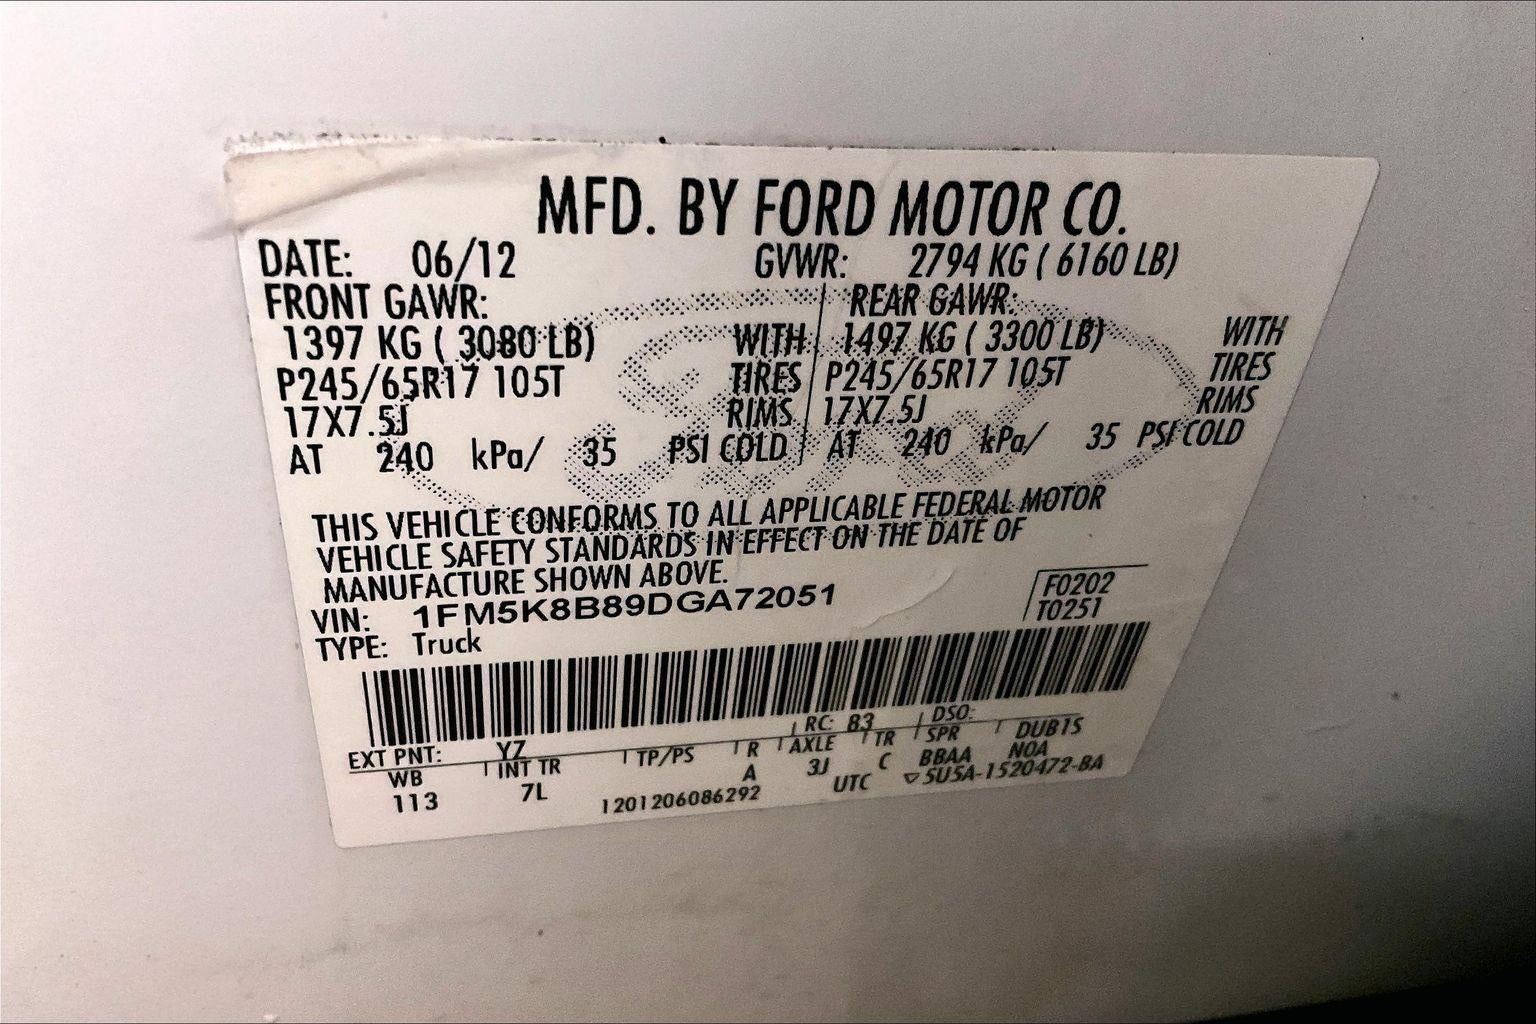 MFD. BY FORD MOTOR CO.
DATE: 06/12 GVWR: 2794 KG ( 6160 LB)
FRONT GAWR: REAR GAWR:
1397 KG ( 3080 LB) WITH 1497 KG ( 3300 LB) WITH
P245/65R17 105T TIRES P245/65R17 105T TIRES
17X7.5J RIMS 17X7.5J RIMS
AT 240 kPa/ 35 PSI COLD AT 240 kPa/ 35 PSI COLD
THIS VEHICLE CONFORMS TO ALL APPLICABLE FEDERAL MOTOR
VEHICLE SAFETY STANDARDS IN EFFECT ON THE DATE OF
MANUFACTURE SHOWN ABOVE.
VIN: 1FM5K8B89DGA72051 F0202
TYPE: Truck T0251
EXT PNT: YZ RC: 83 DSO:
WB INT TR TP/PS R AXLE TR SPR DUB1S
113 7L A 3J C BBAA NOA
1201206086292 UTC ▽SU5A-1520472-BA
Ford